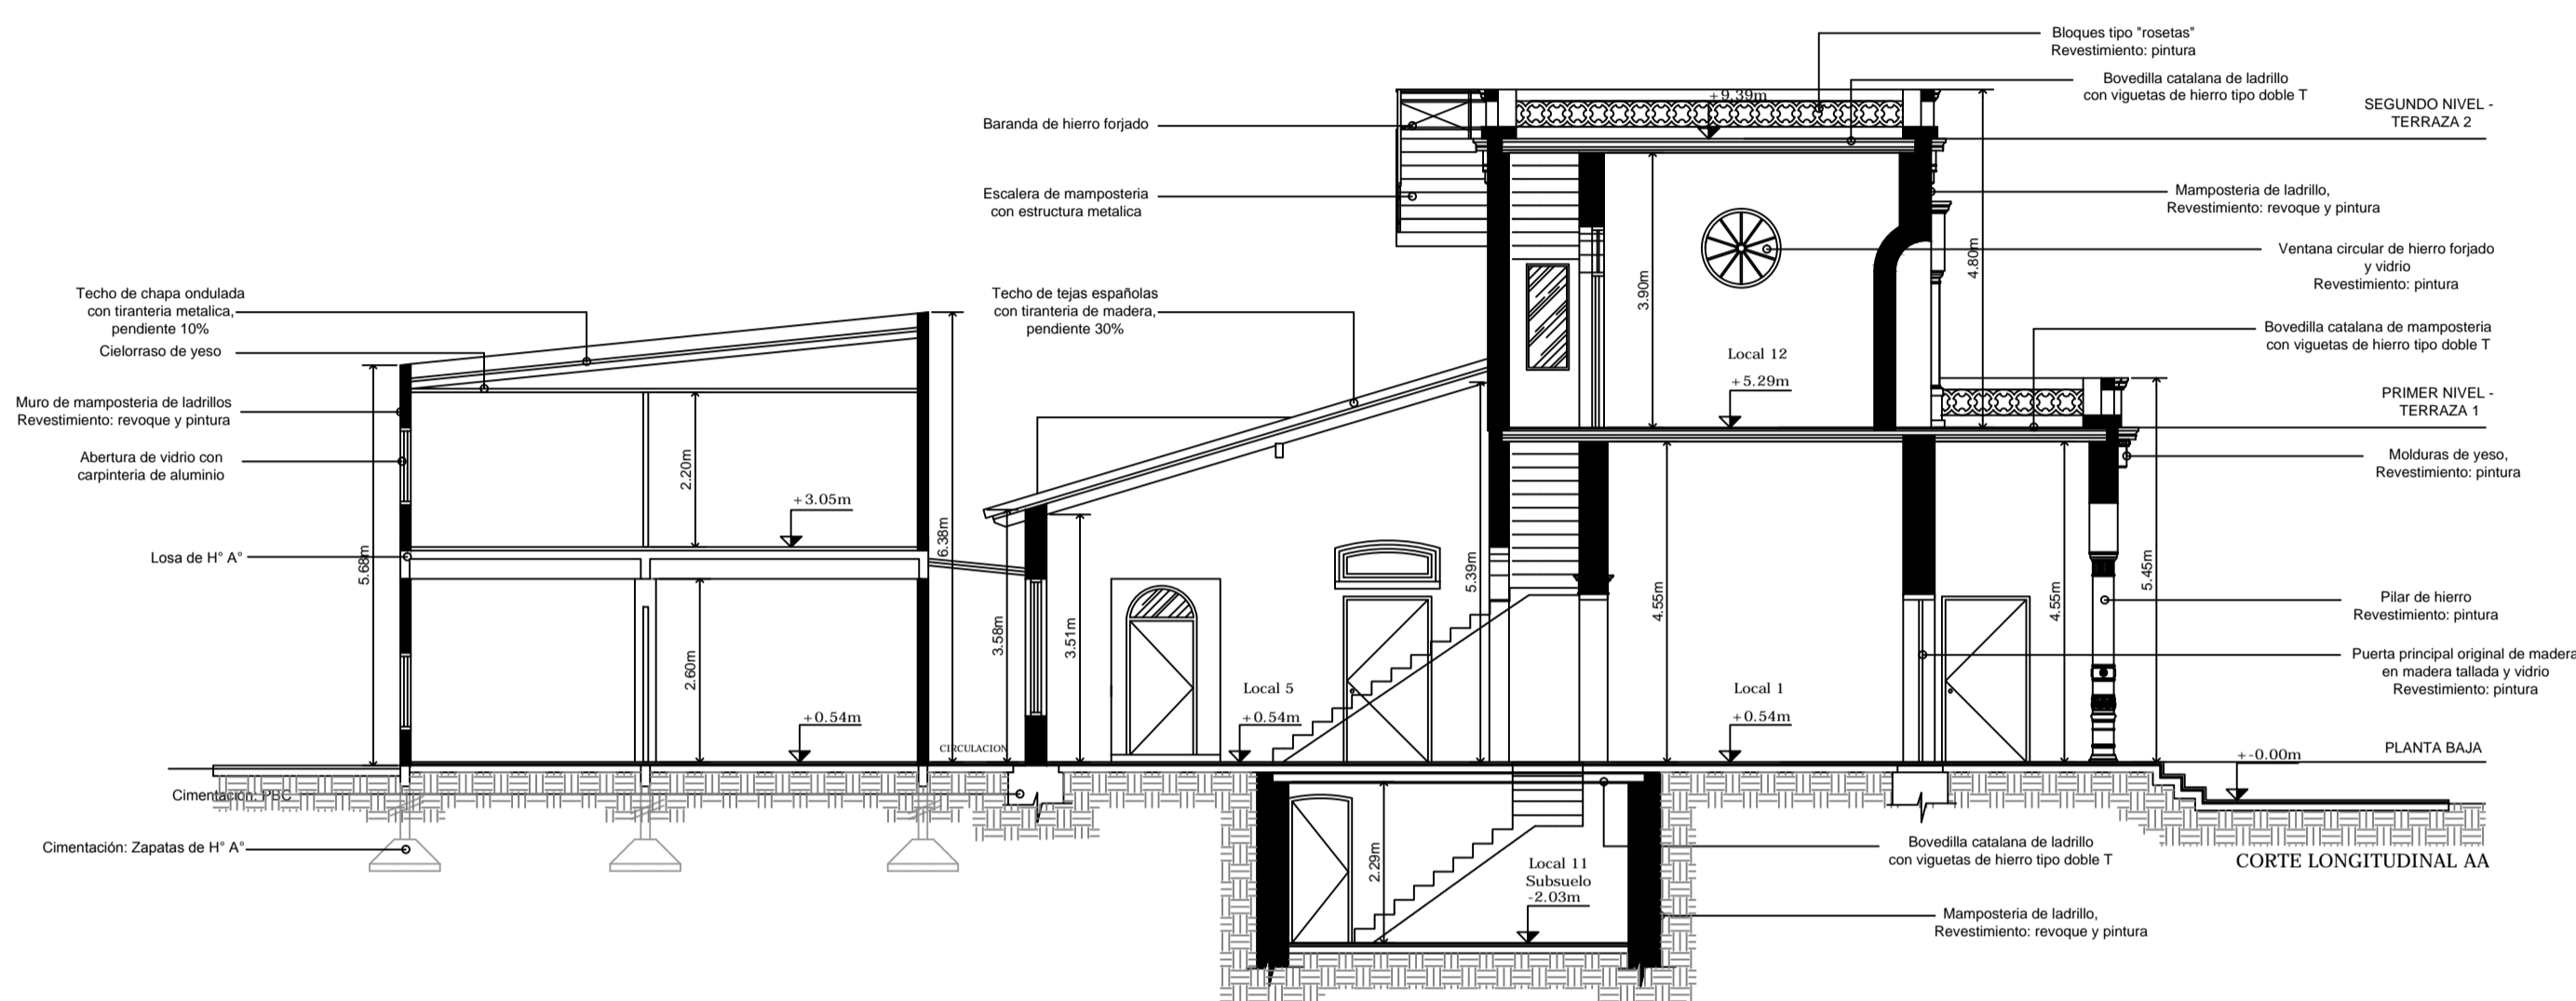 Bloques tipo "rosetas"
Revestimiento: pintura
Bovedilla catalana de ladrillo
con viguetas de hierro tipo doble T
SEGUNDO NIVEL -
TERRAZA 2
+9.39m
Baranda de hierro forjado
Escalera de mamposteria
con estructura metalica
Mamposteria de ladrillo,
Revestimiento: revoque y pintura
Ventana circular de hierro forjado
y vidrio
Revestimiento: pintura
4.80m
3.90m
Techo de chapa ondulada
con tiranteria metalica,
pendiente 10%
Cielorraso de yeso
Techo de tejas españolas
con tiranteria de madera,
pendiente 30%
Bovedilla catalana de mamposteria
con viguetas de hierro tipo doble T
Local 12
+5.29m
PRIMER NIVEL -
TERRAZA 1
Muro de mamposteria de ladrillos
Revestimiento: revoque y pintura
Abertura de vidrio con
carpinteria de aluminio
2.20m
+3.05m
Molduras de yeso,
Revestimiento: pintura
Losa de H° A°
5.68m
6.38m
5.39m
4.55m
4.55m
5.45m
Pilar de hierro
Revestimiento: pintura
2.60m
3.58m
3.51m
Puerta principal original de madera
en madera tallada y vidrio
Revestimiento: pintura
Local 5
+0.54m
Local 1
+0.54m
+0.54m
CIRCULACION
+-0.00m
PLANTA BAJA
Cimentación: PBC
Cimentación: Zapatas de H° A°
2.29m
Local 11
Subsuelo
-2.03m
Bovedilla catalana de ladrillo
con viguetas de hierro tipo doble T
CORTE LONGITUDINAL AA
Mamposteria de ladrillo,
Revestimiento: revoque y pintura